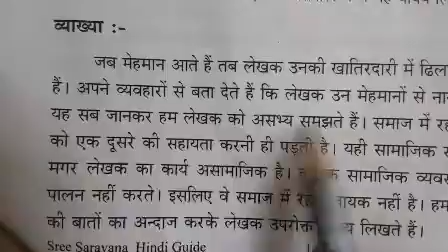 व्याख्या :-
जब मेहमान आते हैं तब लेखक उनकी खातिरदारी में
हैं। अपने व्यवहारों से बता देते हैं कि लेखक उन मेहमानों से
यह सब जानकर हम लेखक को असभ्य समझते हैं। समाज में
को एक दूसरे की सहायता करनी ही पड़ती है। यही सामाजिक
मगर लेखक का कार्य असामाजिक है। सामाजिक
पालन नहीं करते। इसलिए वे समाज में नहीं है।
की बातों का अन्दाज करके लेखक लिखते हैं।
Sree Saravana Hindi Guide